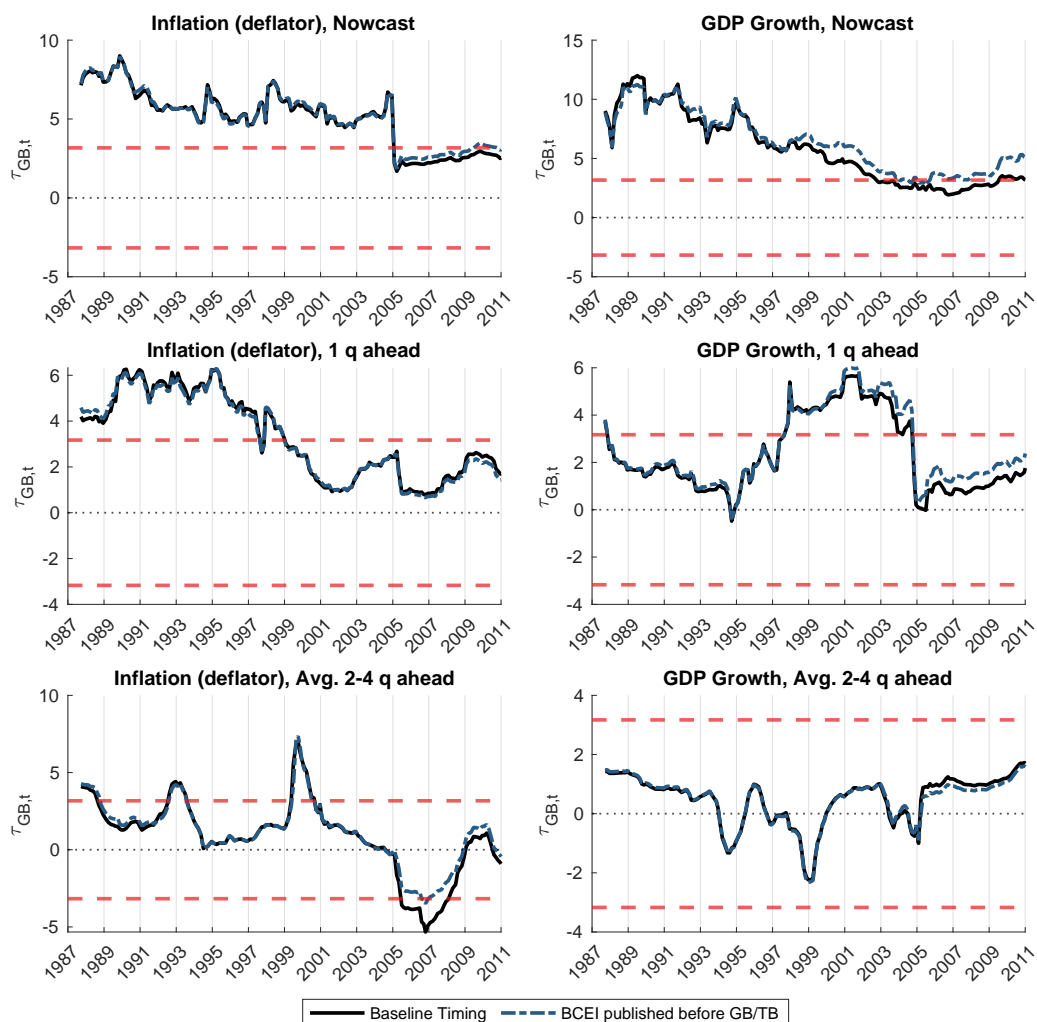 Inflation (deflator), Nowcast
10
5
0
-5
τGB,t
1987 1989 1991 1993 1995 1997 1999 2001 2003 2005 2007 2009 2011
GDP Growth, Nowcast
15
10
5
0
-5
1987 1989 1991 1993 1995 1997 1999 2001 2003 2005 2007 2009 2011
Inflation (deflator), 1 q ahead
6
4
2
0
-2
-4
τGB,t
1987 1989 1991 1993 1995 1997 1999 2001 2003 2005 2007 2009 2011
GDP Growth, 1 q ahead
6
4
2
0
-2
-4
1987 1989 1991 1993 1995 1997 1999 2001 2003 2005 2007 2009 2011
Inflation (deflator), Avg. 2-4 q ahead
10
5
0
-5
τGB,t
1987 1989 1991 1993 1995 1997 1999 2001 2003 2005 2007 2009 2011
GDP Growth, Avg. 2-4 q ahead
4
2
0
-2
-4
1987 1989 1991 1993 1995 1997 1999 2001 2003 2005 2007 2009 2011
Baseline Timing BCEI published before GB/TB